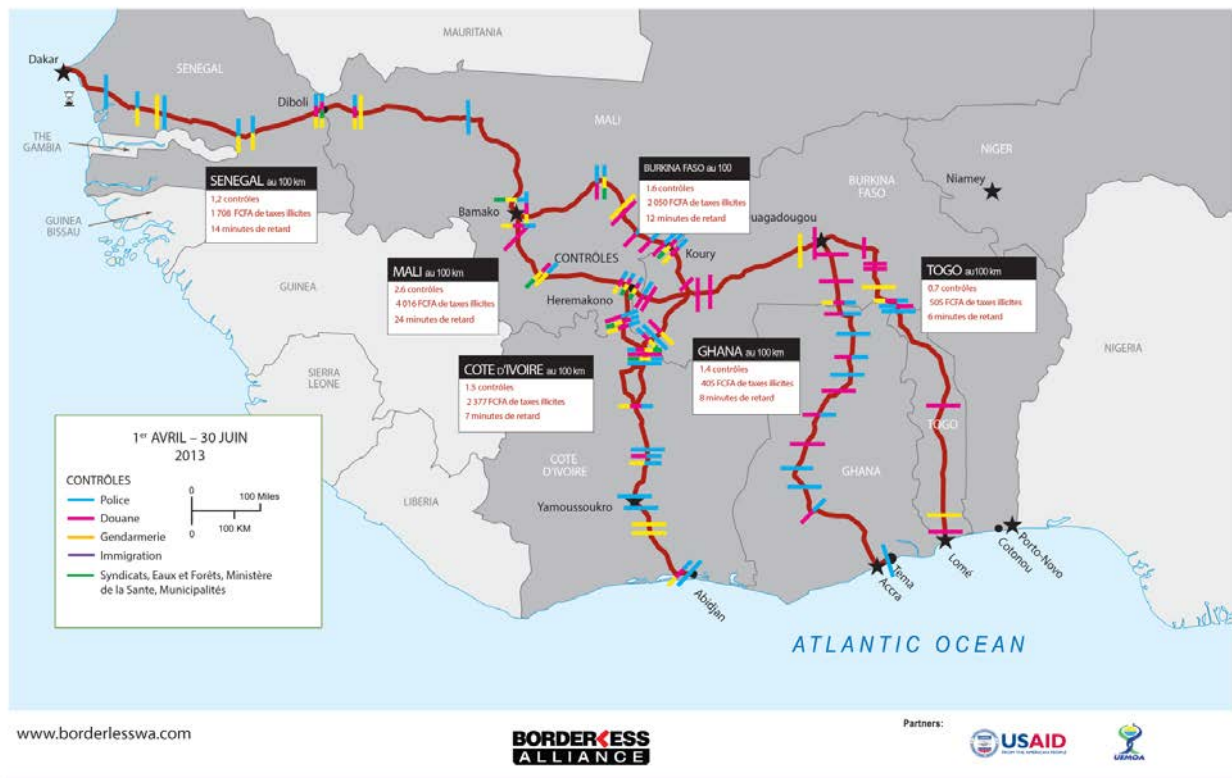 MAURITANIA
Dakar
SENEGAL
Diboli
MALI
THE
GAMBIA
NIGER
BURKINA
FASO
Niamey
SENEGAL au 100 km
1,2 contrôles
1 708 FCFA de taxes illicites
14 minutes de retard
BURKINA FASO au 100
1.6 contrôles
2 050 FCFA de taxes illicites
12 minutes de retard
GUINEA
BISSAU
Bamako
uagadougou
Koury
CONTRÔLES
MALI au 100 km
2.6 contrôles
4 016 FCFA de taxes illicites
24 minutes de retard
TOGO au100 km
0.7 contrôles
505 FCFA de taxes illicites
6 minutes de retard
GUINEA
Heremakono
NIGERIA
GHANA au 100 km
1.4 contrôles
405 FCFA de taxes illicites
8 minutes de retard
COTE D'IVOIRE au 100 km
1.5 contrôles
2 377 FCFA de taxes illicites
7 minutes de retard
SIERRA
LEONE
TOGO
1er AVRIL – 30 JUIN
2013
CONTRÔLES
Police
Douane
Gendarmerie
Immigration
Syndicats, Eaux et Forêts, Ministère
de la Sante, Municipalités
0 100 Miles
0 100 KM
COTE
D'IVOIRE
GHANA
LIBERIA
Yamoussoukro
Abidjan
Accra
Tema
Lomé
Cotonou
Porto-Novo
ATLANTIC OCEAN
www.borderlesswa.com
BORDERLESS
ALLIANCE
Partners:
USAID
FROM THE AMERICAN PEOPLE
UEMOA